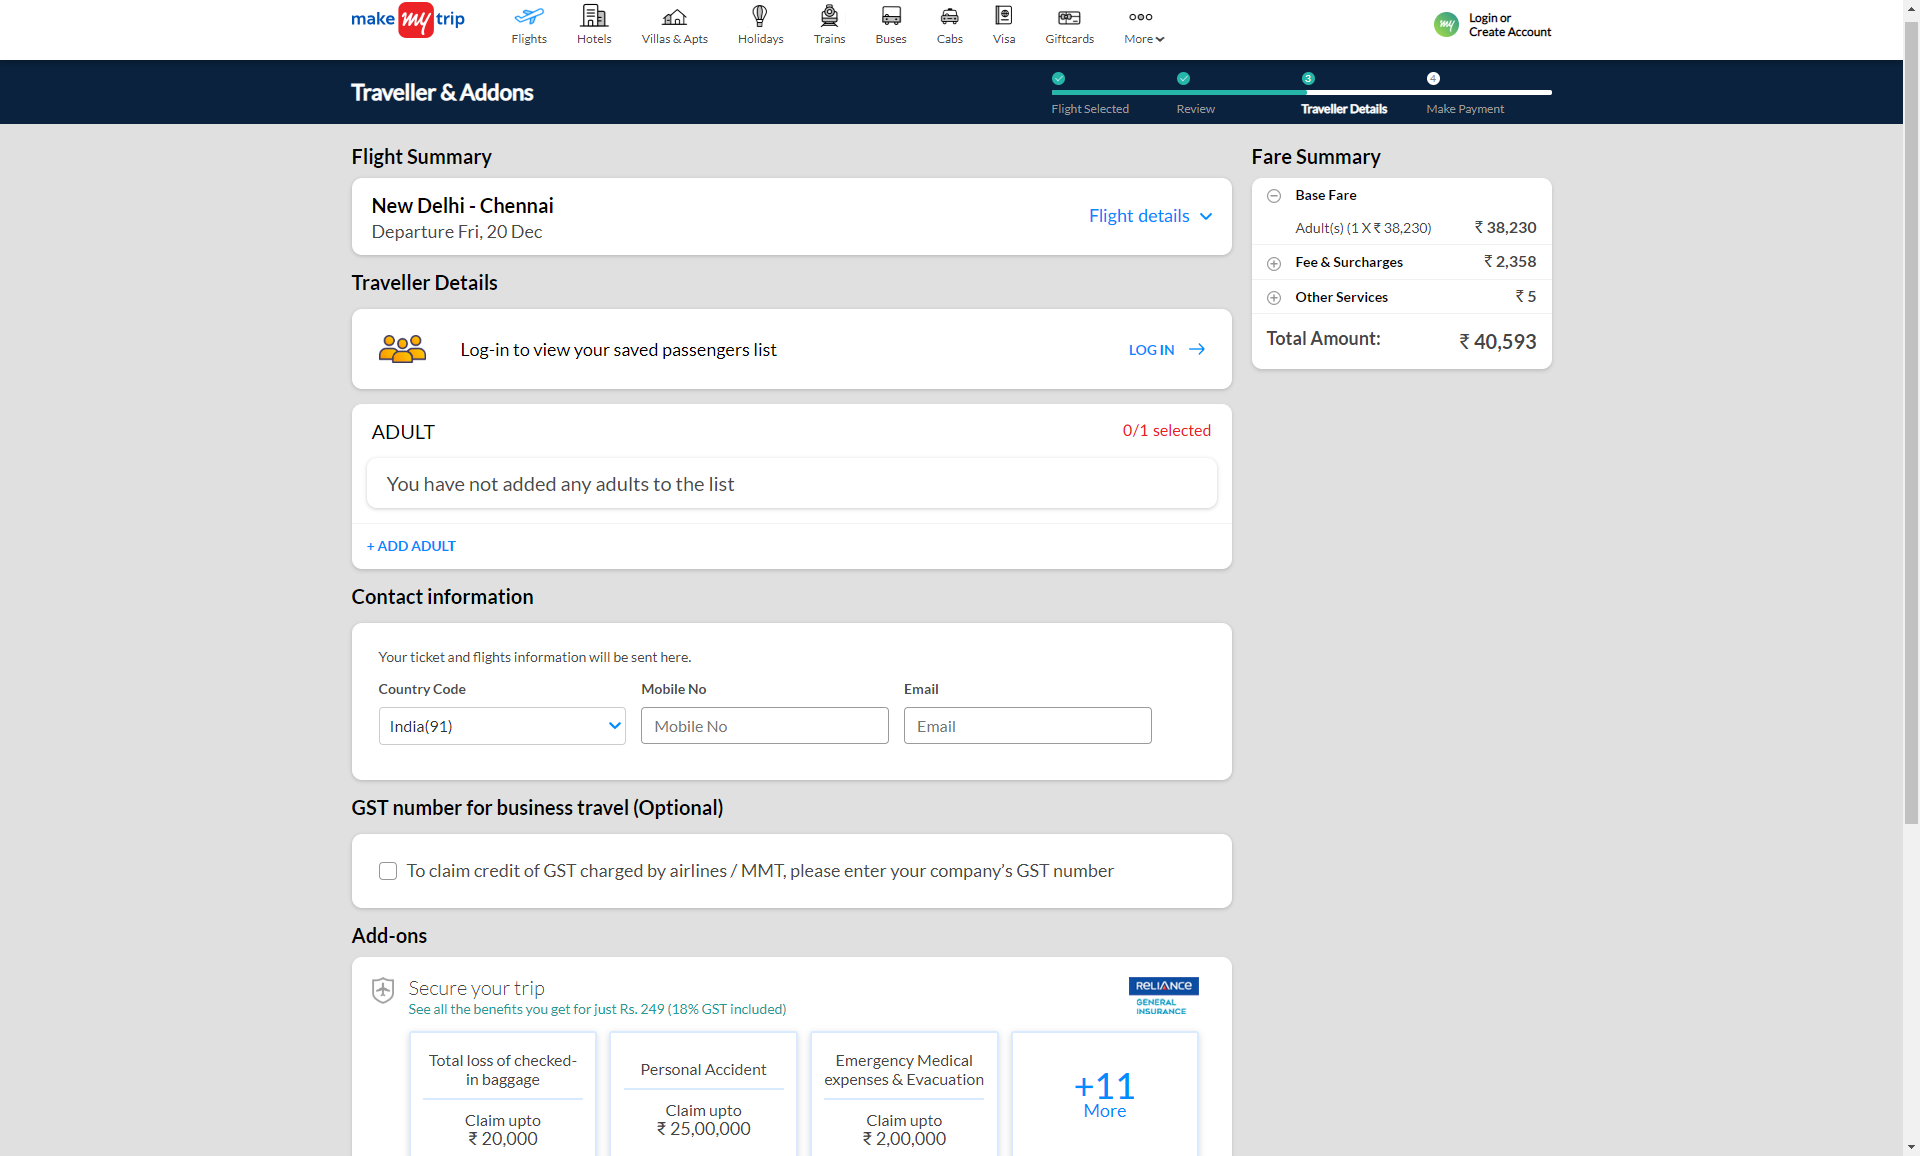 make my trip
Flights
Hotels
Villas & Apts
Holidays
Trains
Buses
Cabs
Visa
Giftcards
More
my
Login or
Create Account
Traveller & Addons
3
4
Flight Selected
Review
Traveller Details
Make Payment
Flight Summary
New Delhi - Chennai
Departure Fri, 20 Dec
Flight details
Traveller Details
Log-in to view your saved passengers list
LOG IN
ADULT
0/1 selected
You have not added any adults to the list
+ ADD ADULT
Contact information
Your ticket and flights information will be sent here.
Country Code
Mobile No
Email
India(91)
Mobile No
Email
GST number for business travel (Optional)
To claim credit of GST charged by airlines / MMT, please enter your company’s GST number
Add-ons
Secure your trip
See all the benefits you get for just Rs. 249 (18% GST included)
RELIANCE
GENERAL
INSURANCE
Total loss of checked-
in baggage
Claim upto
₹ 20,000
Personal Accident
Claim upto
₹ 25,00,000
Emergency Medical
expenses & Evacuation
Claim upto
₹ 2,00,000
+11
More
Fare Summary
Base Fare
Adult(s) (1 X ₹ 38,230) ₹ 38,230
Fee & Surcharges ₹ 2,358
Other Services ₹ 5
Total Amount: ₹ 40,593